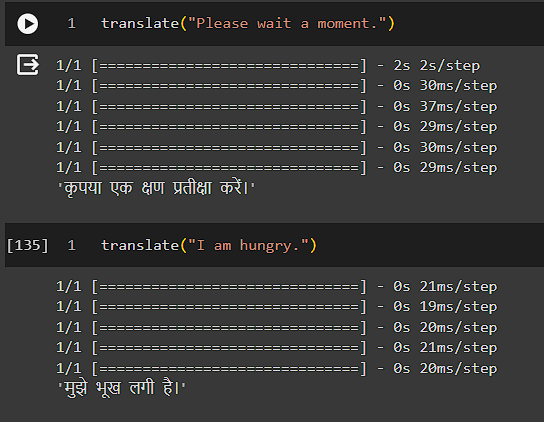 1 translate("Please wait a moment.")
1/1 [==============================] - 2s 2s/step
1/1 [==============================] - 0s 30ms/step
1/1 [==============================] - 0s 37ms/step
1/1 [==============================] - 0s 29ms/step
1/1 [==============================] - 0s 30ms/step
1/1 [==============================] - 0s 29ms/step
'कृपया एक क्षण प्रतीक्षा करें।'
[135] 1 translate("I am hungry.")
1/1 [==============================] - 0s 21ms/step
1/1 [==============================] - 0s 19ms/step
1/1 [==============================] - 0s 20ms/step
1/1 [==============================] - 0s 21ms/step
1/1 [==============================] - 0s 20ms/step
'मुझे भूख लगी है।'